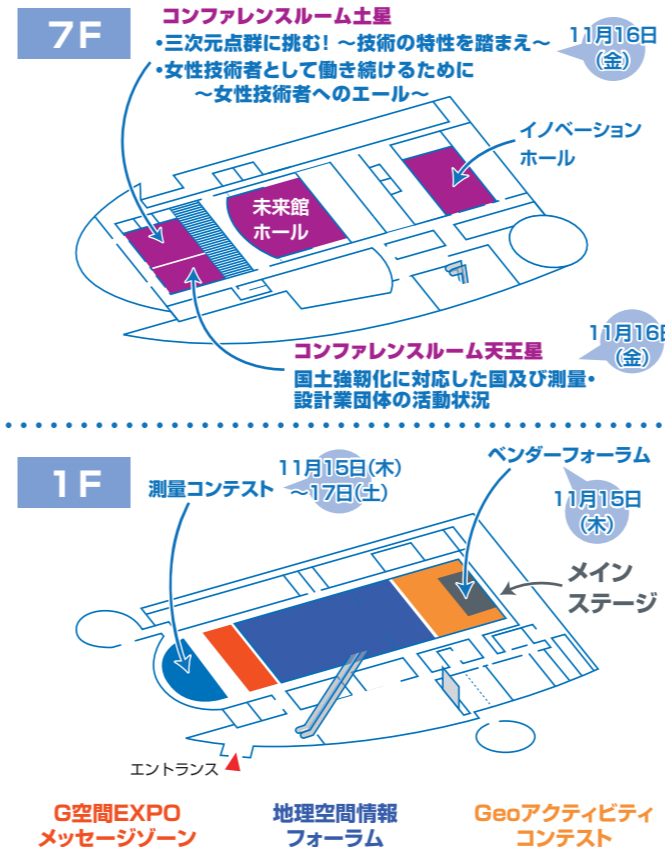 7F
コンファレンスルーム土星
・三次元点群に挑む! ～技術の特性を踏まえ～
・女性技術者として働き続けるために
～女性技術者へのエール～
11月16日
(金)
イノベーション
ホール
未来館
ホール
コンファレンスルーム天王星
国土強靭化に対応した国及び測量・
設計業団体の活動状況
11月16日
(金)
1F
測量コンテスト
11月15日(木)
～17日(土)
ベンダーフォーラム
11月15日
(木)
メイン
ステージ
エントランス
G空間EXPO
メッセージゾーン
地理空間情報
フォーラム
Geoアクティビティ
コンテスト